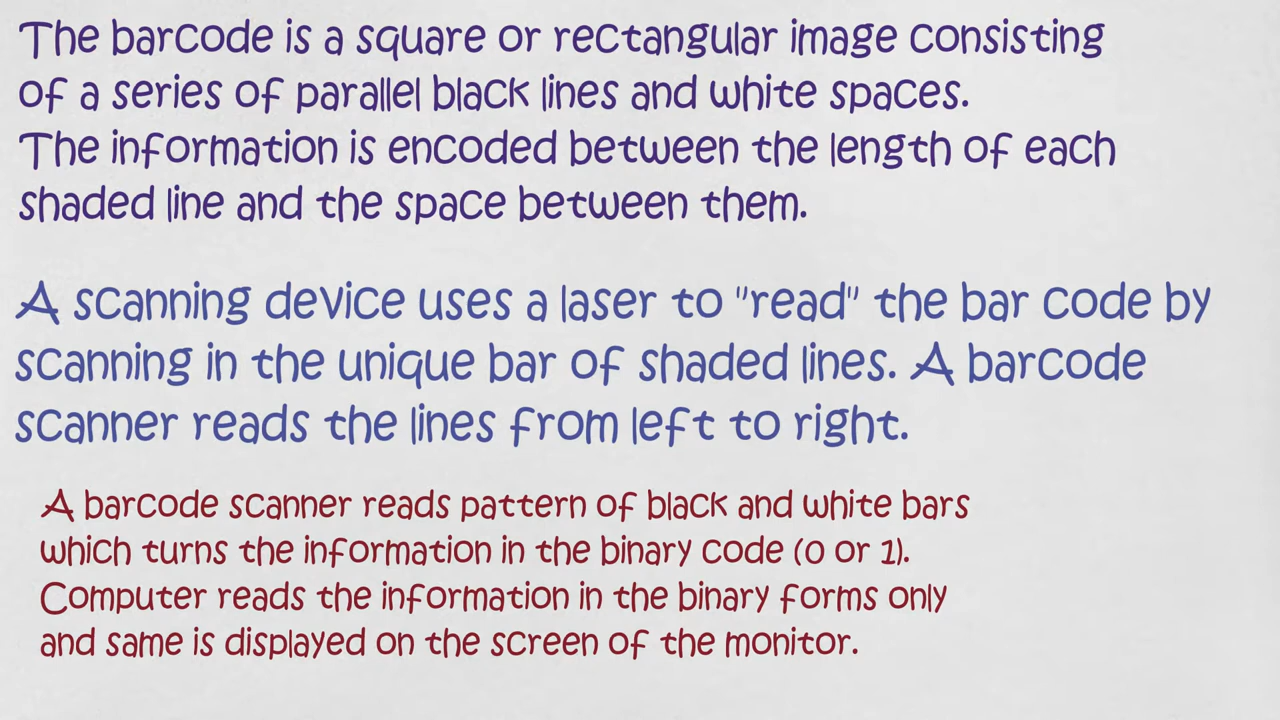 The barcode is a square or rectangular image consisting
of a series of parallel black lines and white spaces.
The information is encoded between the length of each
shaded line and the space between them.
A scanning device uses a laser to "read" the bar code by
scanning in the unique bar of shaded lines. A barcode
scanner reads the lines from left to right.
A barcode scanner reads pattern of black and white bars
which turns the information in the binary code (0 or 1).
Computer reads the information in the binary forms only
and same is displayed on the screen of the monitor.